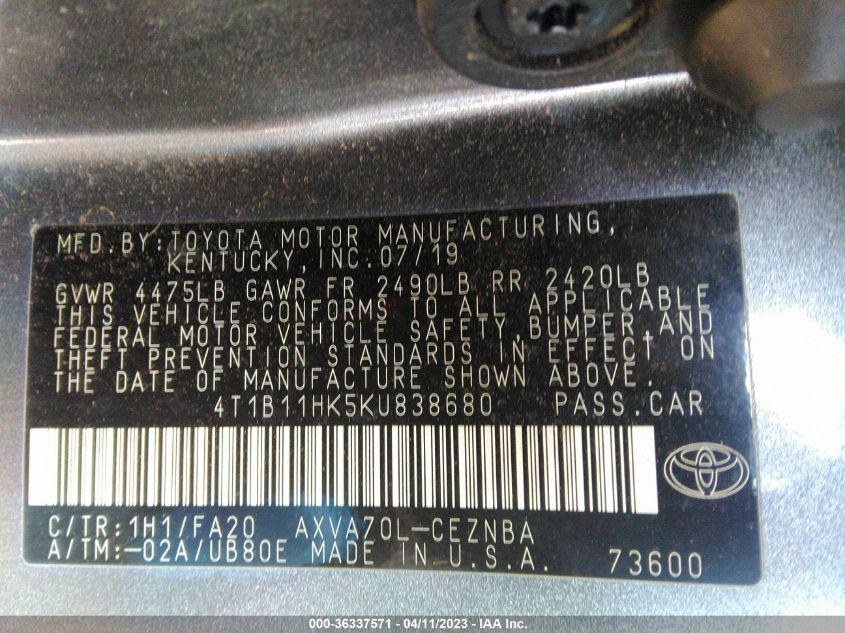 MFD.BY:TOYOTA MOTOR MANUFACTURING,
KENTUCKY,INC.07/19
GVWR 4475LB GAWR FR 2490LB RR 2420LB
THIS VEHICLE CONFORMS TO ALL APPLICABLE
FEDERAL MOTOR VEHICLE SAFETY,BUMPER,AND
THEFT PREVENTION STANDARDS IN EFFECT ON
THE DATE OF MANUFACTURE SHOWN ABOVE.
4T1B11HK5KU838680 PASS.CAR
C/TR:1H1/FA20 AXVA70L-CEZNBA
A/TM:-02A/UB80E MADE IN U.S.A. 73600
000-36337571 - 04/11/2023 - IAA Inc.